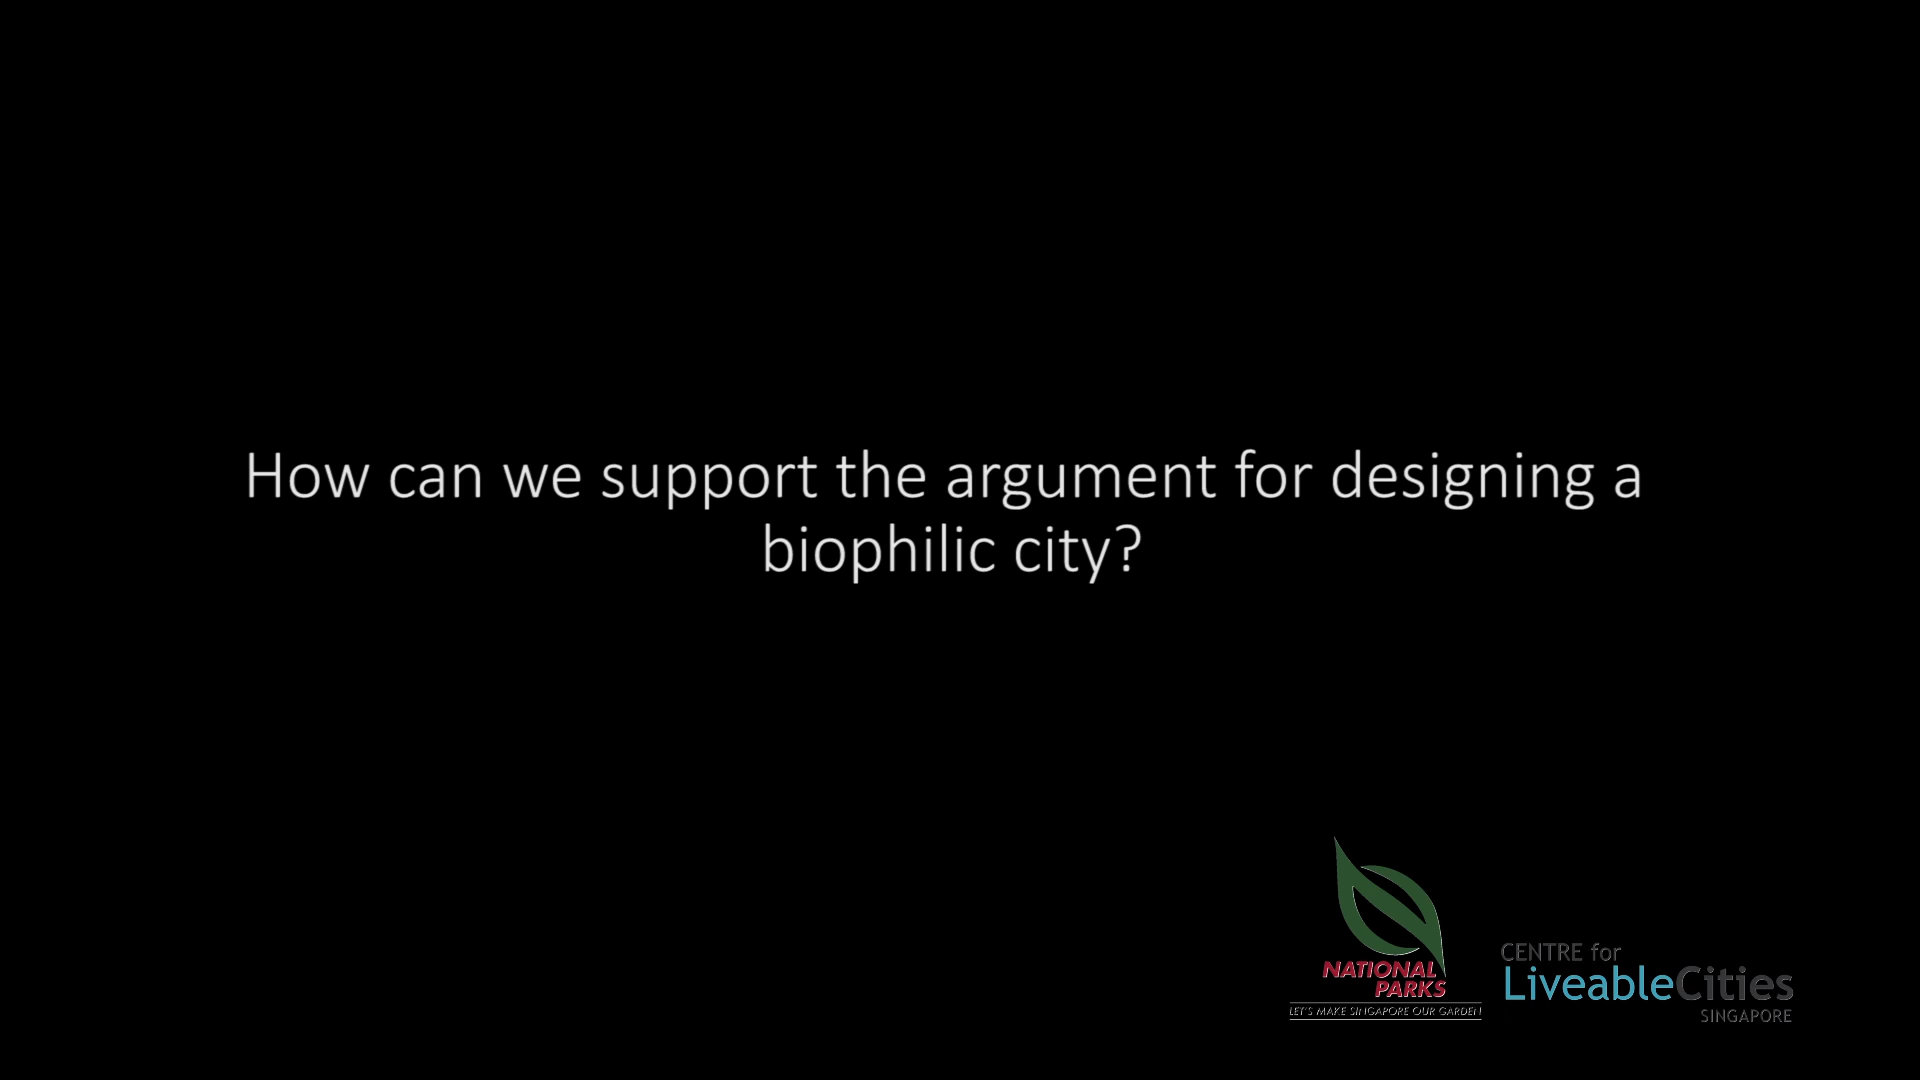 How can we support the argument for designing a
biophilic city?
NATIONAL
PARKS
LET'S MAKE SINGAPORE OUR GARDEN
CENTRE for
LiveableCities
SINGAPORE